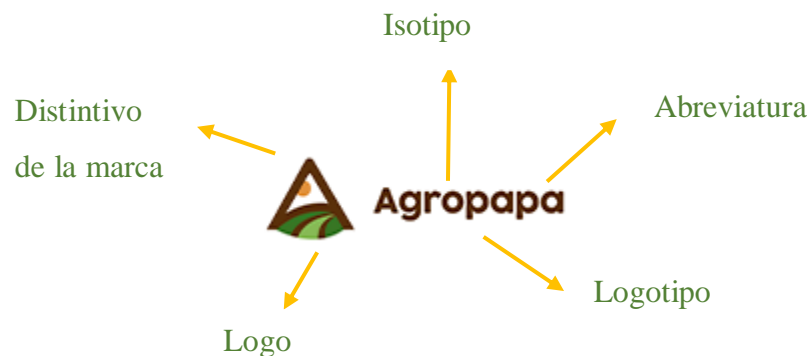 Isotipo
Distintivo
de la marca
Abreviatura
Agropapa
Logotipo
Logo